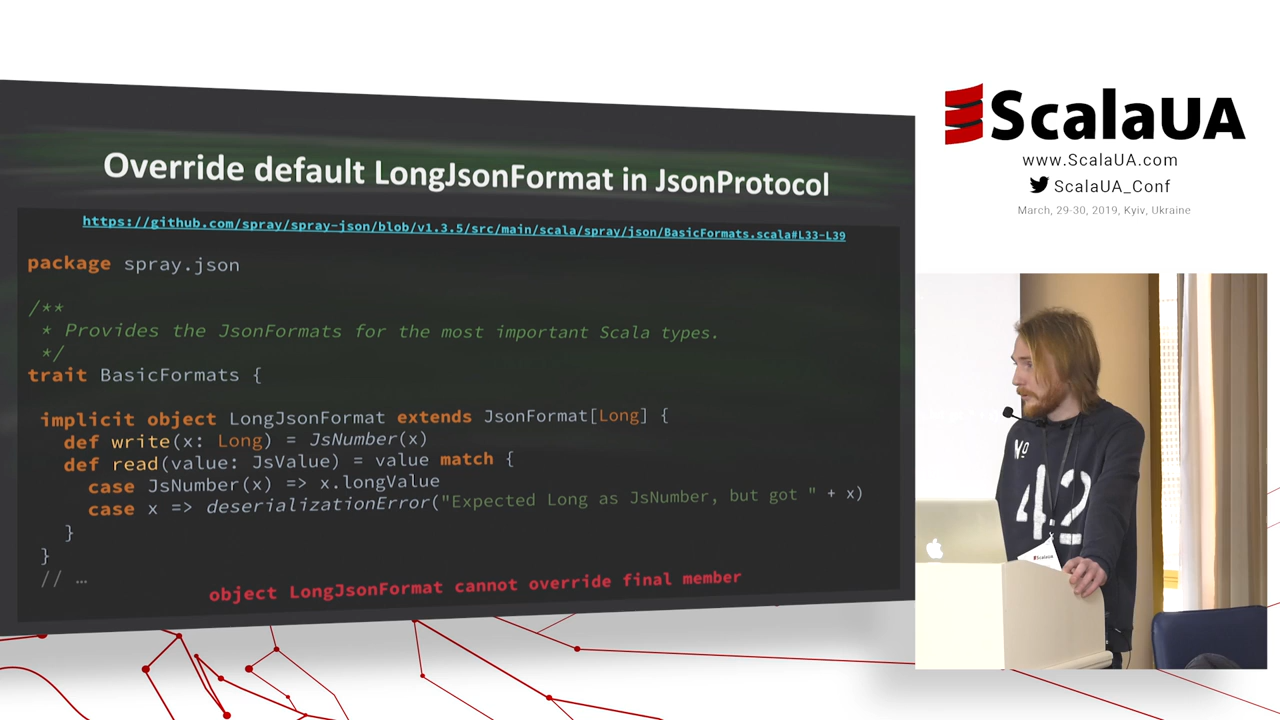 Override default LongJsonFormat in JsonProtocol
https://github.com/spray/spray-json/blob/v1.3.5/src/main/scala/spray/json/BasicFormats.scala#L33-L39
package spray.json
/**
* Provides the JsonFormats for the most important Scala types.
*/
trait BasicFormats {
implicit object LongJsonFormat extends JsonFormat[Long] {
def write(x: Long) = JsNumber(x)
def read(value: JsValue) = value match {
case JsNumber(x) => x.longValue
case x => deserializationError("Expected Long as JsNumber, but got " + x)
}
}
// …
object LongJsonFormat cannot override final member
ScalaUA
www.ScalaUA.com
ScalaUA_Conf
March, 29-30, 2019, Kyiv, Ukraine
Nº
42
ScalaUA